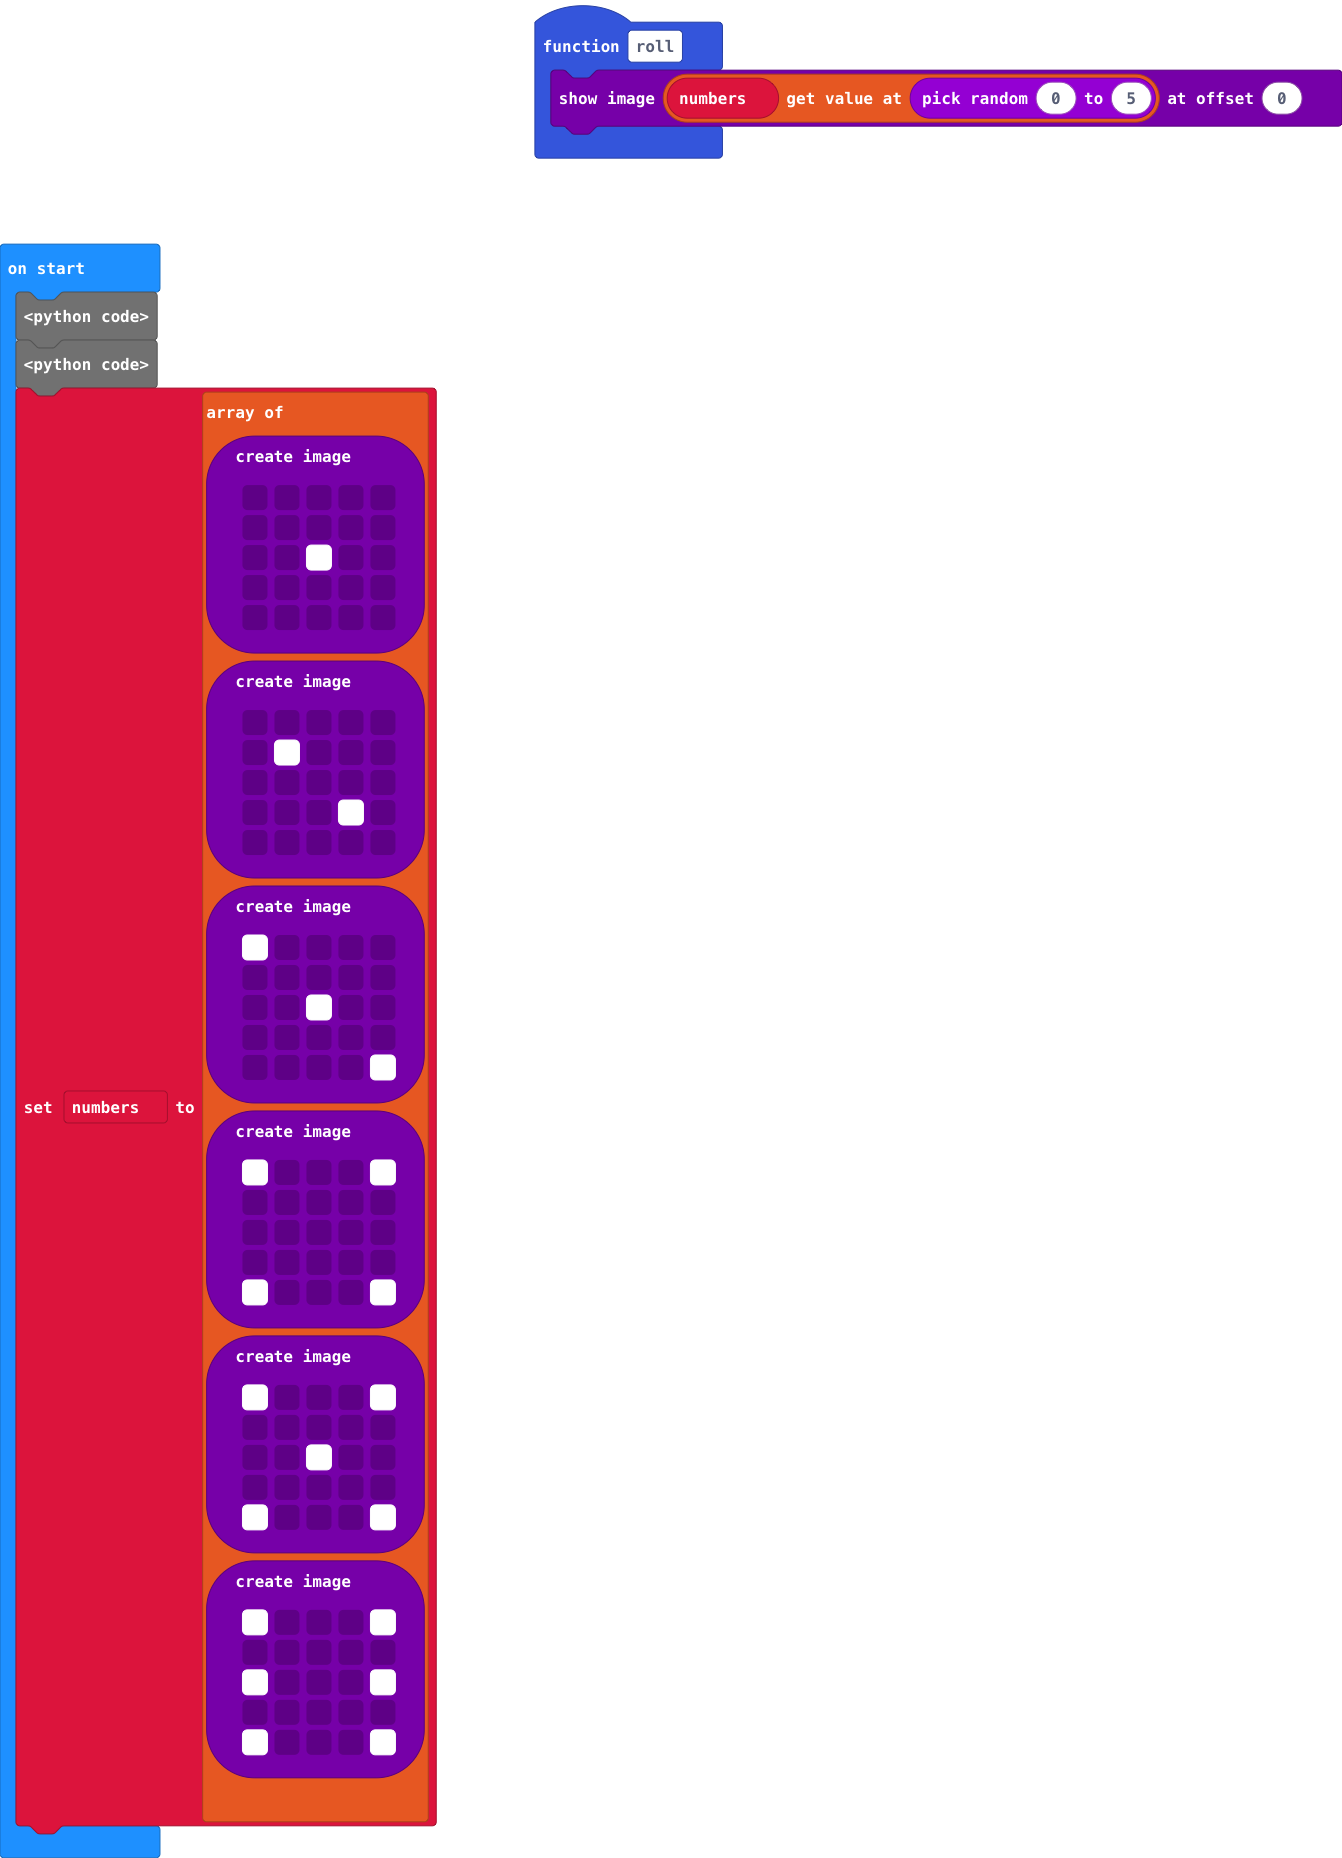 function roll
show image numbers get value at pick random 0 to 5 at offset 0
on start
<python code>
<python code>
array of
create image
create image
create image
set numbers to
create image
create image
create image